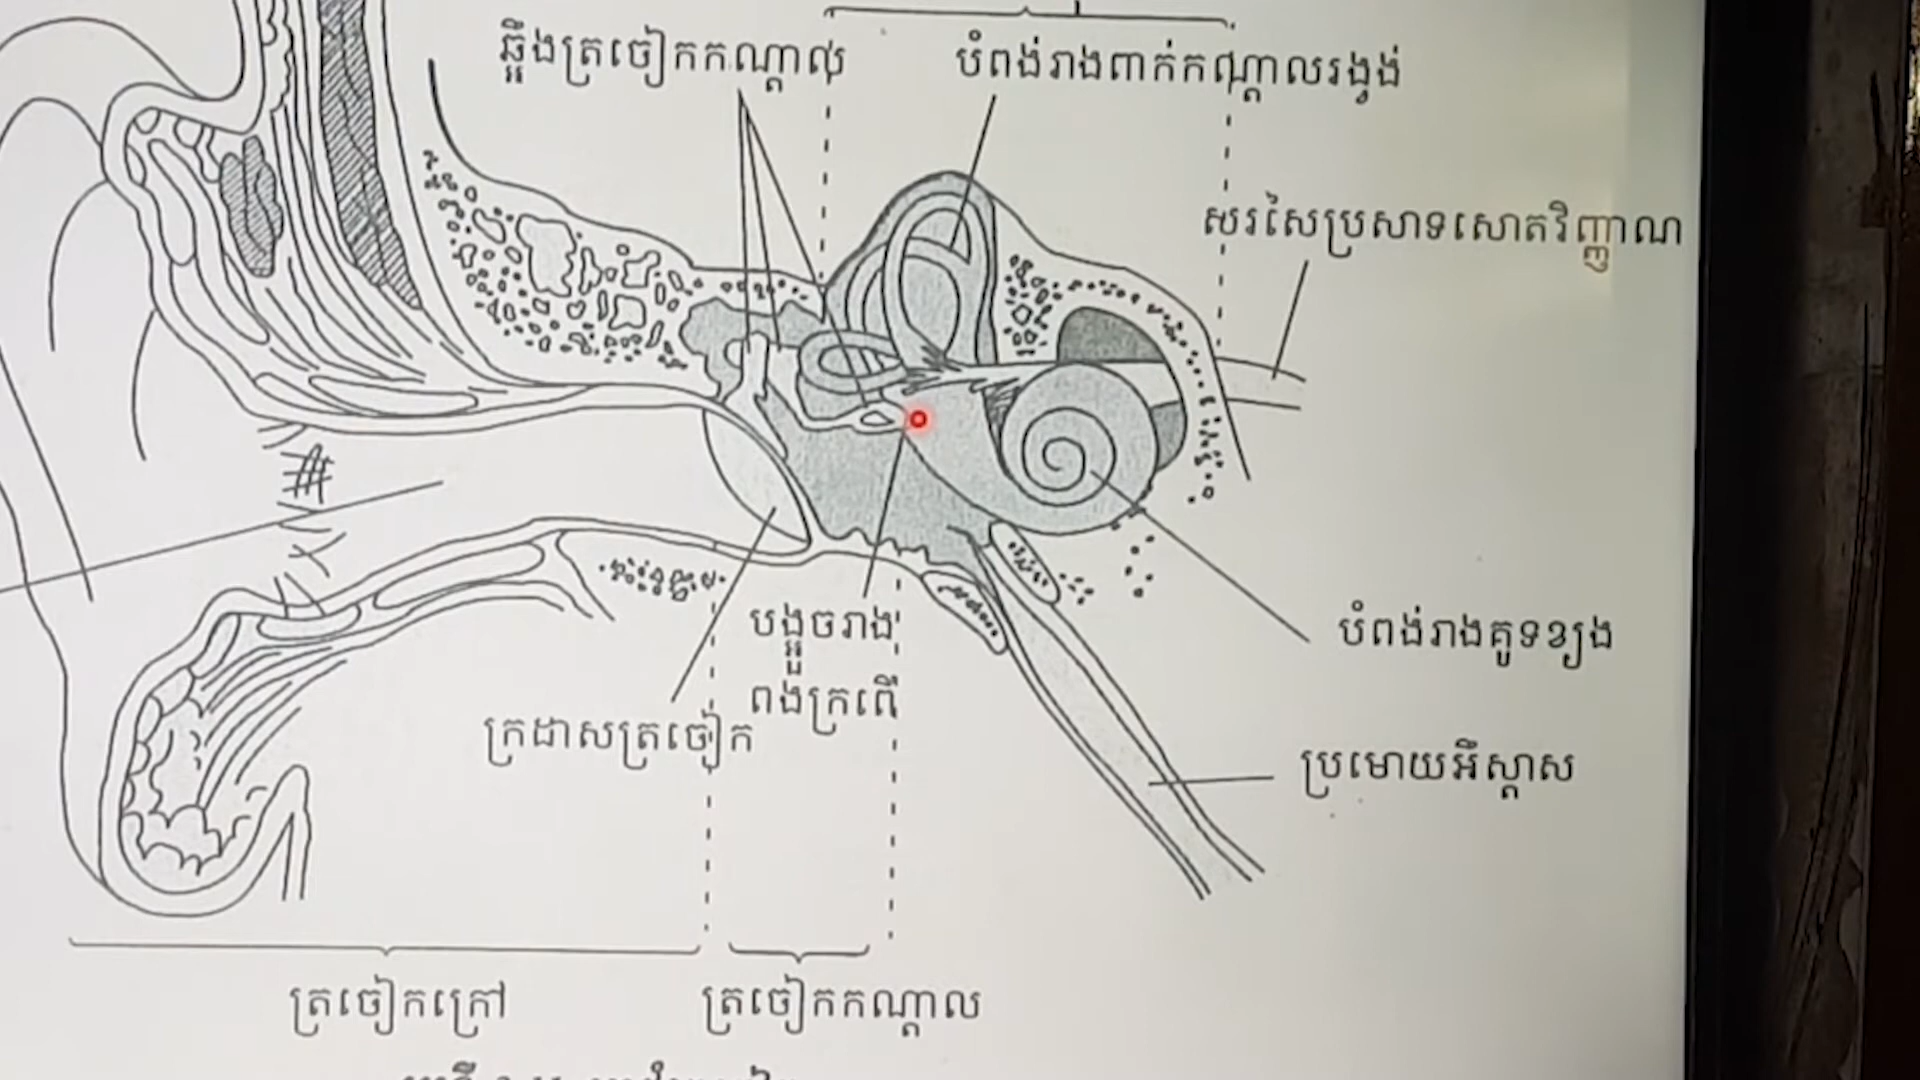 ឆ្អឹងត្រចៀកកណ្ដាល
បំពង់រាងពាក់កណ្ដាលរង្វង់
សរសៃប្រសាទសោតវិញ្ញាណ
បង្អួចរាង
ពងក្រពើ
បំពង់រាងគូទខ្យង
ក្រដាសត្រចៀក
ប្រមោយអឺស្តាស
ត្រចៀកក្រៅ
ត្រចៀកកណ្ដាល